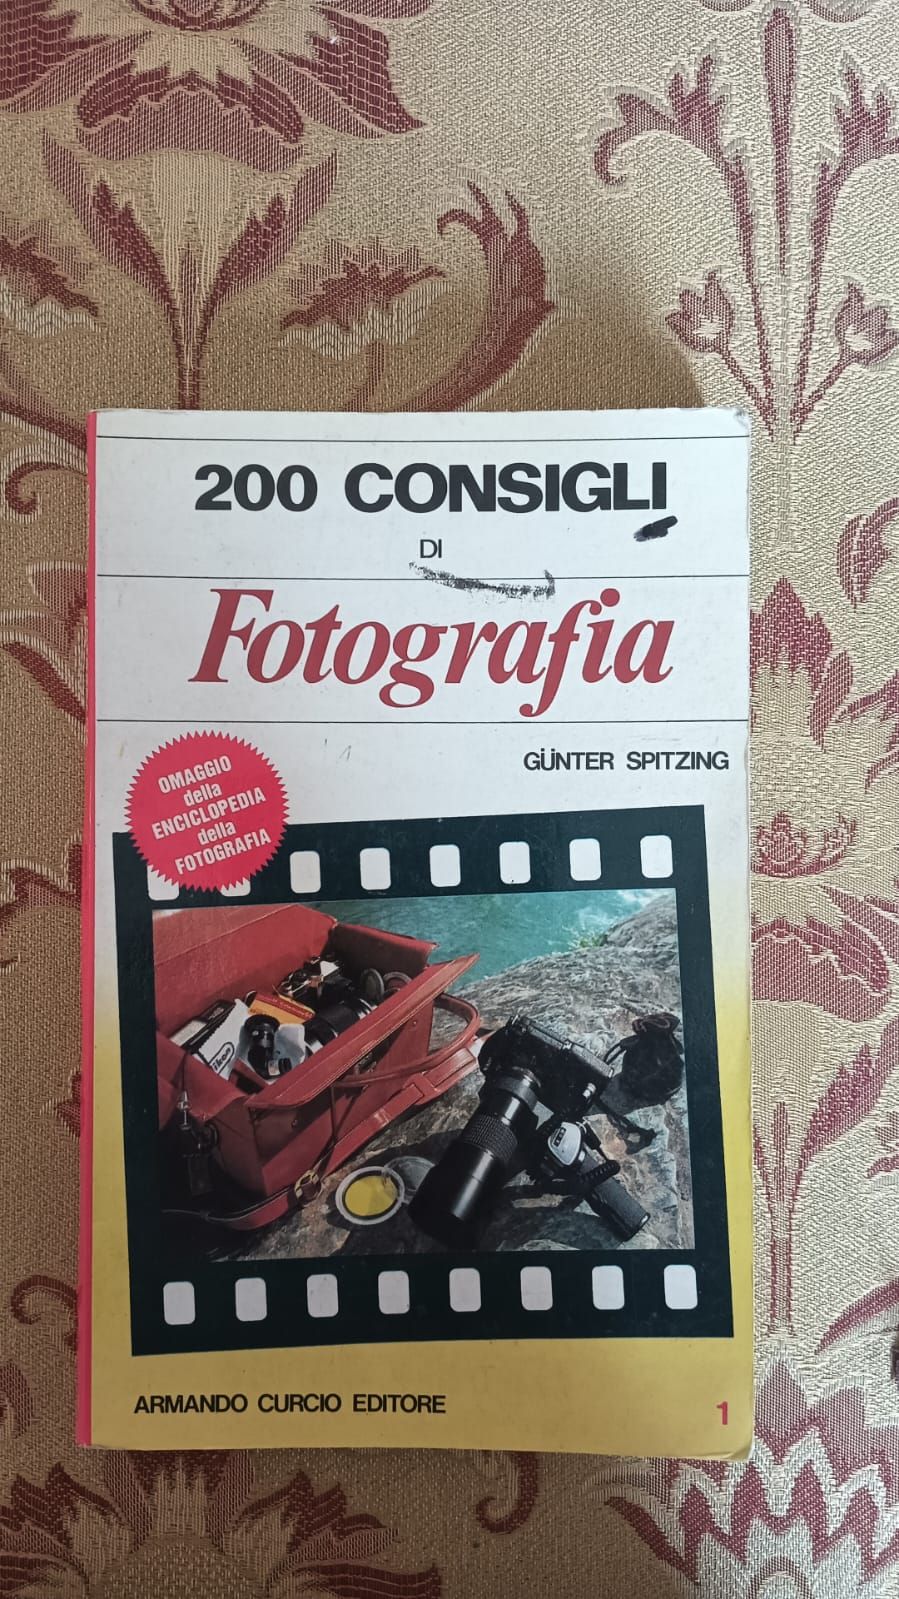 200 CONSIGLI
DI
Fotografia
GÜNTER SPITZING
OMAGGIO
della
ENCICLOPEDIA
della
FOTOGRAFIA
ARMANDO CURCIO EDITORE
1